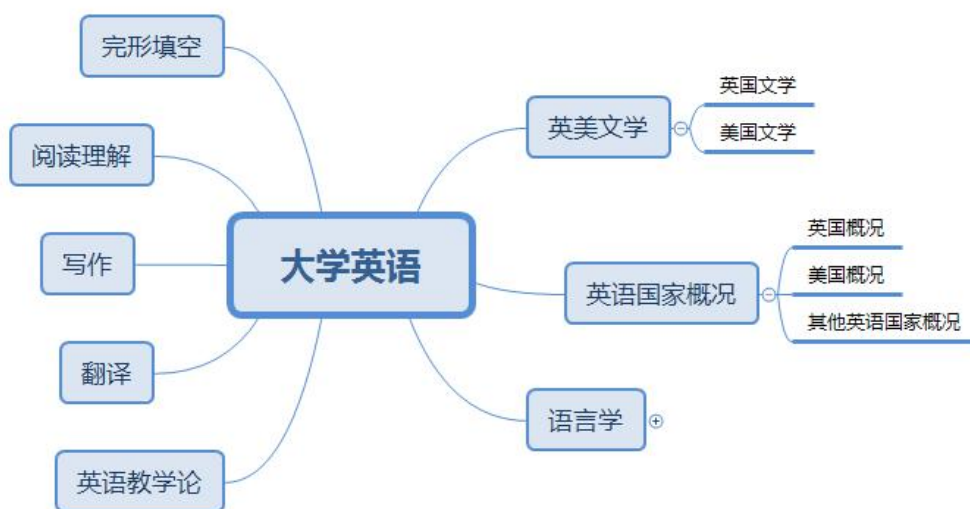 大学英语
英美文学
英国文学
美国文学
英语国家概况
英国概况
美国概况
其他英语国家概况
语言学
完形填空
阅读理解
写作
翻译
英语教学论